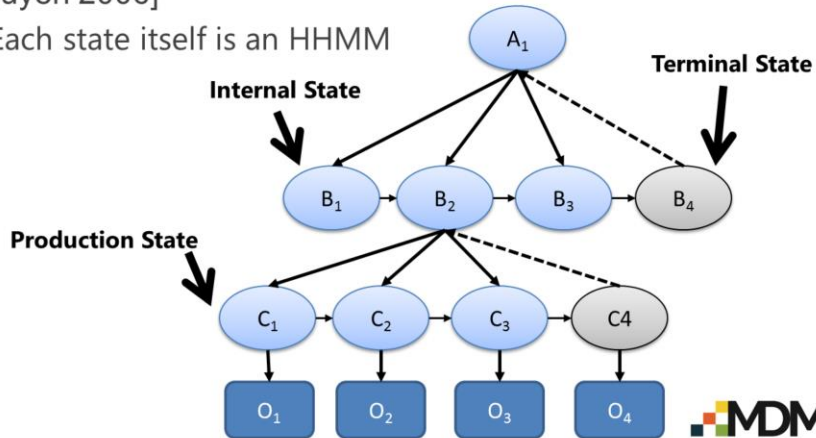 Each state itself is an HHMM
A₁
Terminal State
Internal State
B₁ B₂ B₃ B₄
Production State
C₁ C₂ C₃ C4
O₁ O₂ O₃ O₄
MDM